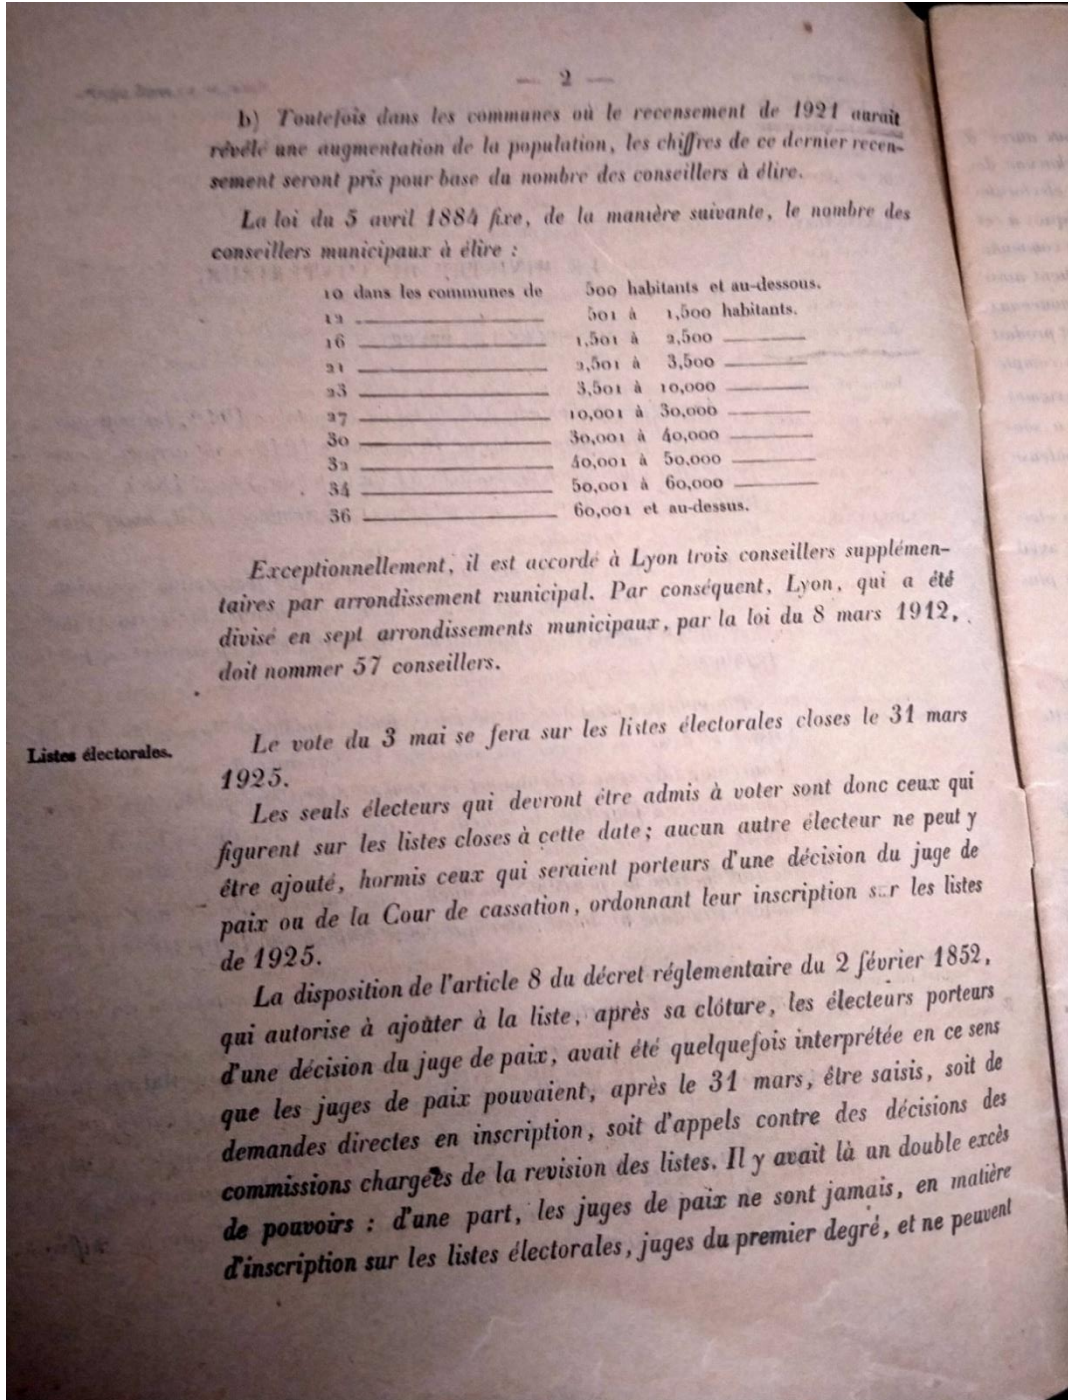 — 2 —
b) Toutefois dans les communes où le recensement de 1921 aurait
révélé une augmentation de la population, les chiffres de ce dernier recen-
sement seront pris pour base du nombre des conseillers à élire.
La loi du 5 avril 1884 fixe, de la manière suivante, le nombre des
conseillers municipaux à élire :
10 dans les communes de 500 habitants et au-dessous.
12 ——— 501 à 1,500 habitants.
16 ——— 1,501 à 2,500 ———
21 ——— 2,501 à 3,500 ———
23 ——— 3,501 à 10,000 ———
27 ——— 10,001 à 30,000 ———
30 ——— 30,001 à 40,000 ———
32 ——— 40,001 à 50,000 ———
34 ——— 50,001 à 60,000 ———
36 ——— 60,001 et au-dessus.
Exceptionnellement, il est accordé à Lyon trois conseillers supplémen-
taires par arrondissement municipal. Par conséquent, Lyon, qui a été
divisé en sept arrondissements municipaux, par la loi du 8 mars 1912,
doit nommer 57 conseillers.
Listes électorales.
Le vote du 3 mai se fera sur les listes électorales closes le 31 mars
1925.
Les seuls électeurs qui devront être admis à voter sont donc ceux qui
figurent sur les listes closes à cette date; aucun autre électeur ne peut y
être ajouté, hormis ceux qui seraient porteurs d'une décision du juge de
paix ou de la Cour de cassation, ordonnant leur inscription sur les listes
de 1925.
La disposition de l'article 8 du décret réglementaire du 2 février 1852,
qui autorise à ajouter à la liste, après sa clôture, les électeurs porteurs
d'une décision du juge de paix, avait été quelquefois interprétée en ce sens
que les juges de paix pouvaient, après le 31 mars, être saisis, soit de
demandes directes en inscription, soit d'appels contre des décisions des
commissions chargées de la revision des listes. Il y avait là un double excès
de pouvoirs : d'une part, les juges de paix ne sont jamais, en matière
d'inscription sur les listes électorales, juges du premier degré, et ne peuvent